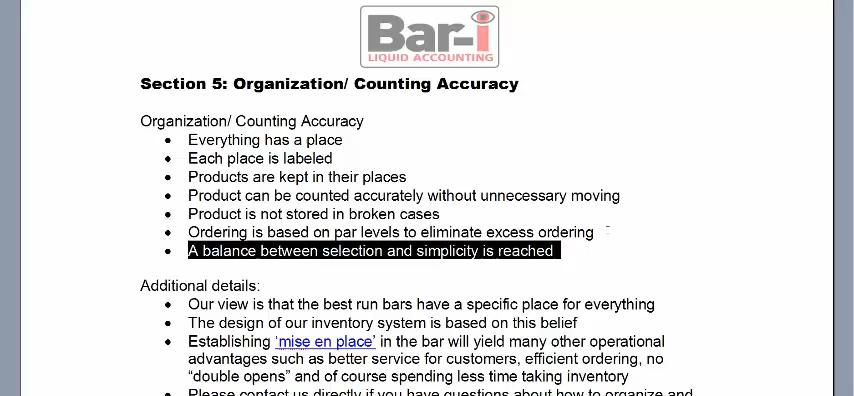 Bar-i
LIQUID ACCOUNTING
Section 5: Organization/ Counting Accuracy
Organization/ Counting Accuracy
• Everything has a place
• Each place is labeled
• Products are kept in their places
• Product can be counted accurately without unnecessary moving
• Product is not stored in broken cases
• Ordering is based on par levels to eliminate excess ordering
• A balance between selection and simplicity is reached
Additional details:
• Our view is that the best run bars have a specific place for everything
• The design of our inventory system is based on this belief
• Establishing ‘mise en place’ in the bar will yield many other operational
advantages such as better service for customers, efficient ordering, no
“double opens” and of course spending less time taking inventory
• Please contact us directly if you have questions about how to organize and